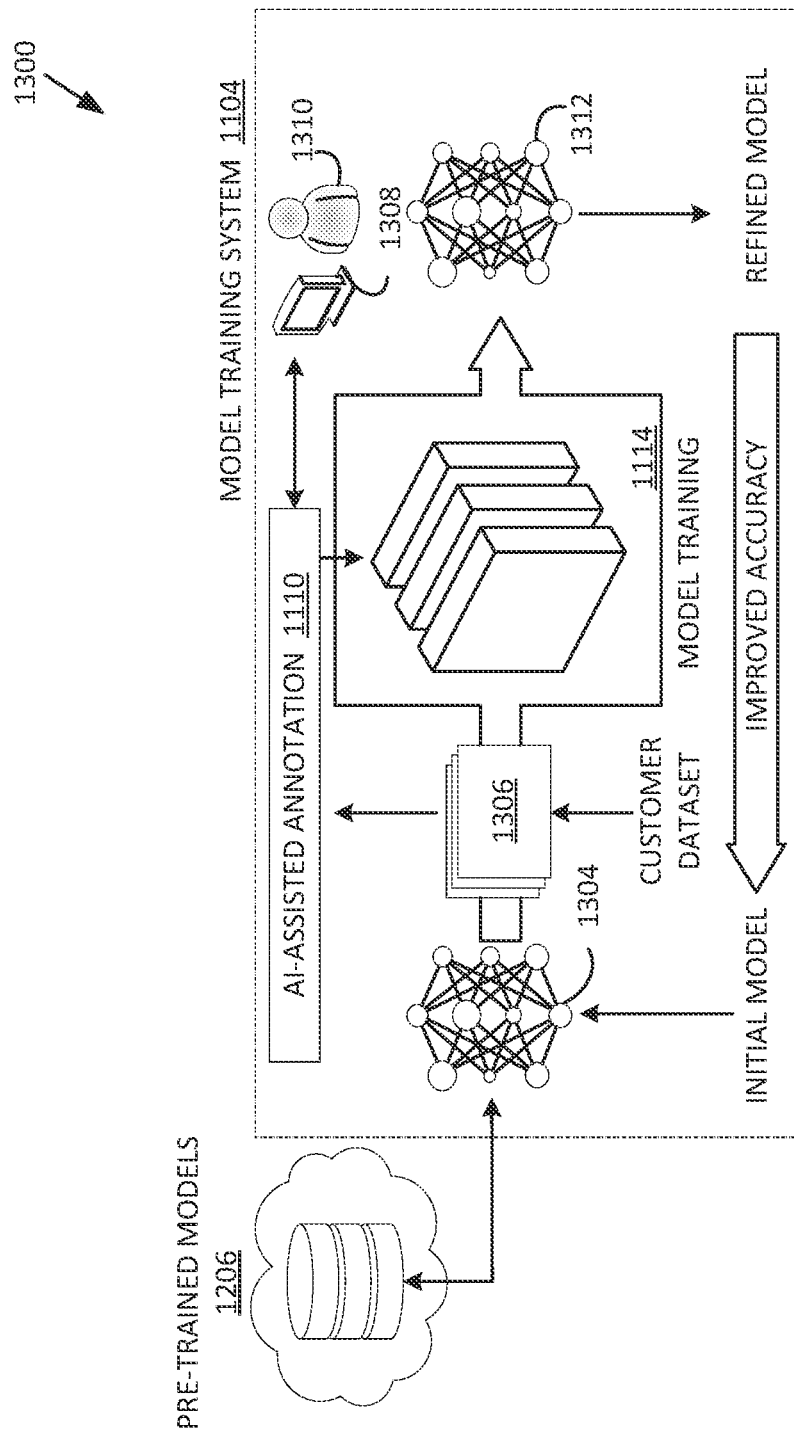 1300
PRE-TRAINED MODELS
1206
MODEL TRAINING SYSTEM 1104
AI-ASSISTED ANNOTATION 1110
1310
1308
1306
1304
1312
1114
CUSTOMER
DATASET
MODEL TRAINING
INITIAL MODEL
IMPROVED ACCURACY
REFINED MODEL